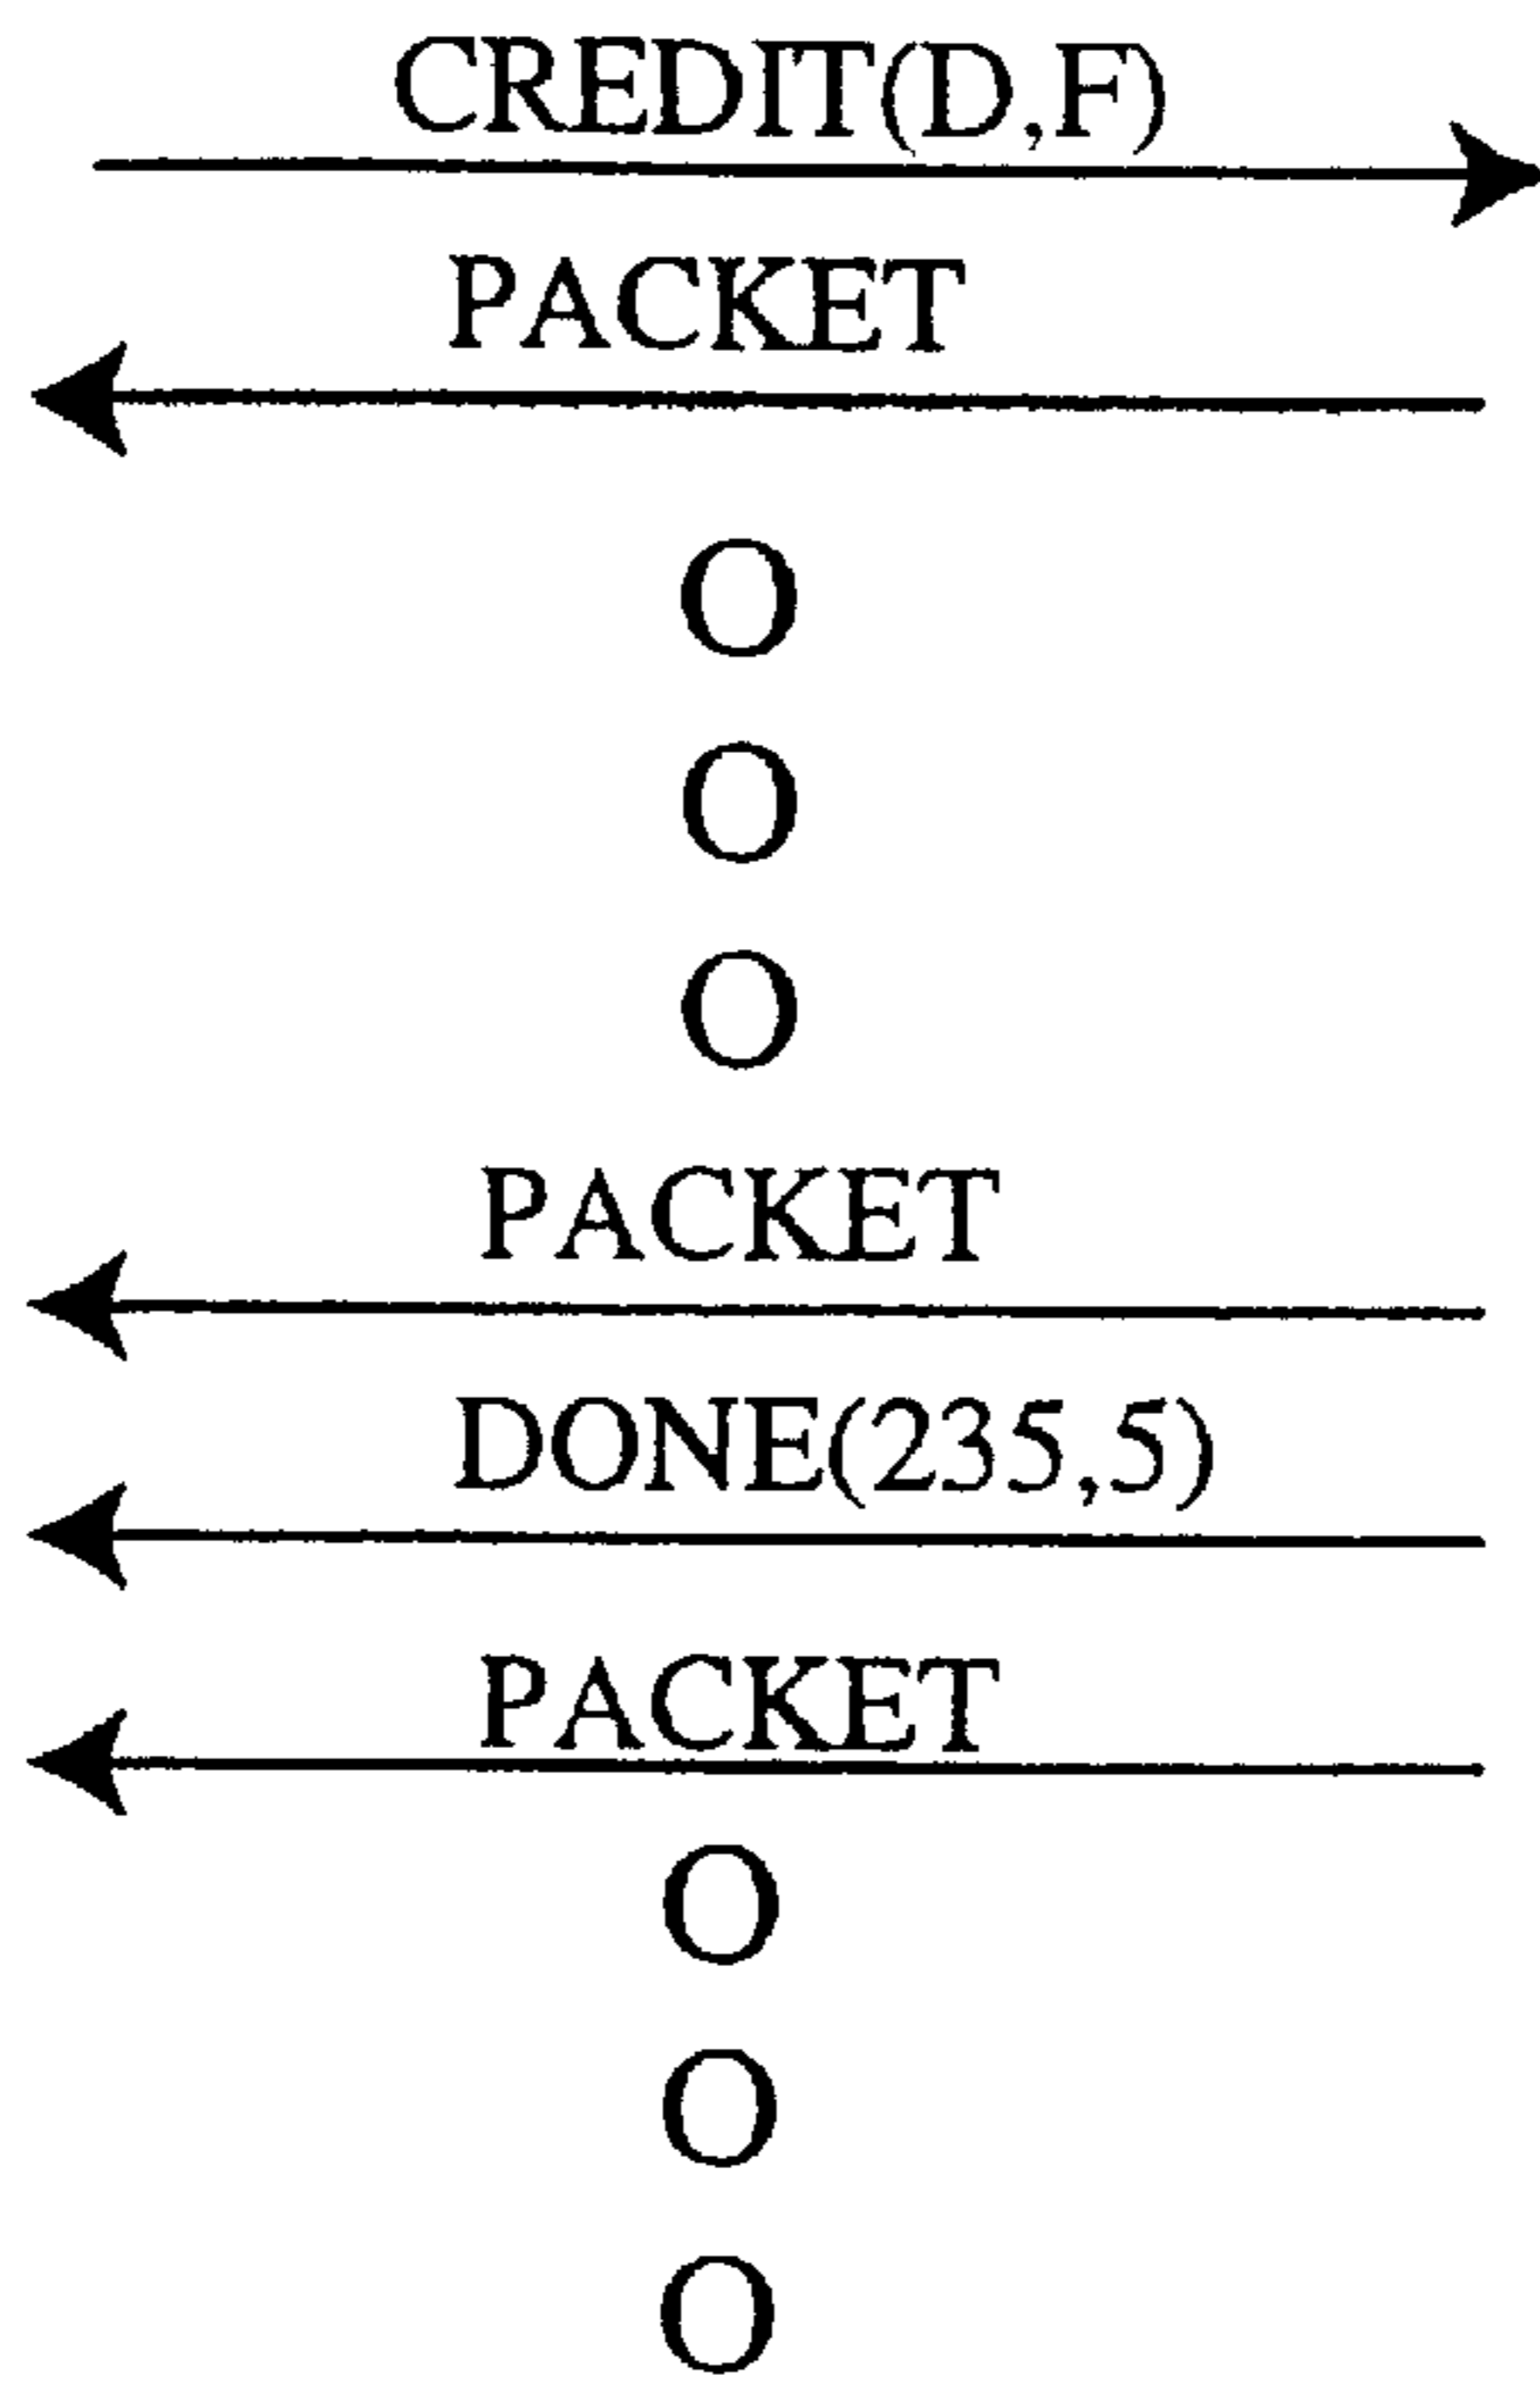 CREDIT(D,F)
PACKET
O
O
O
PACKET
DONE(235,5)
PACKET
O
O
O